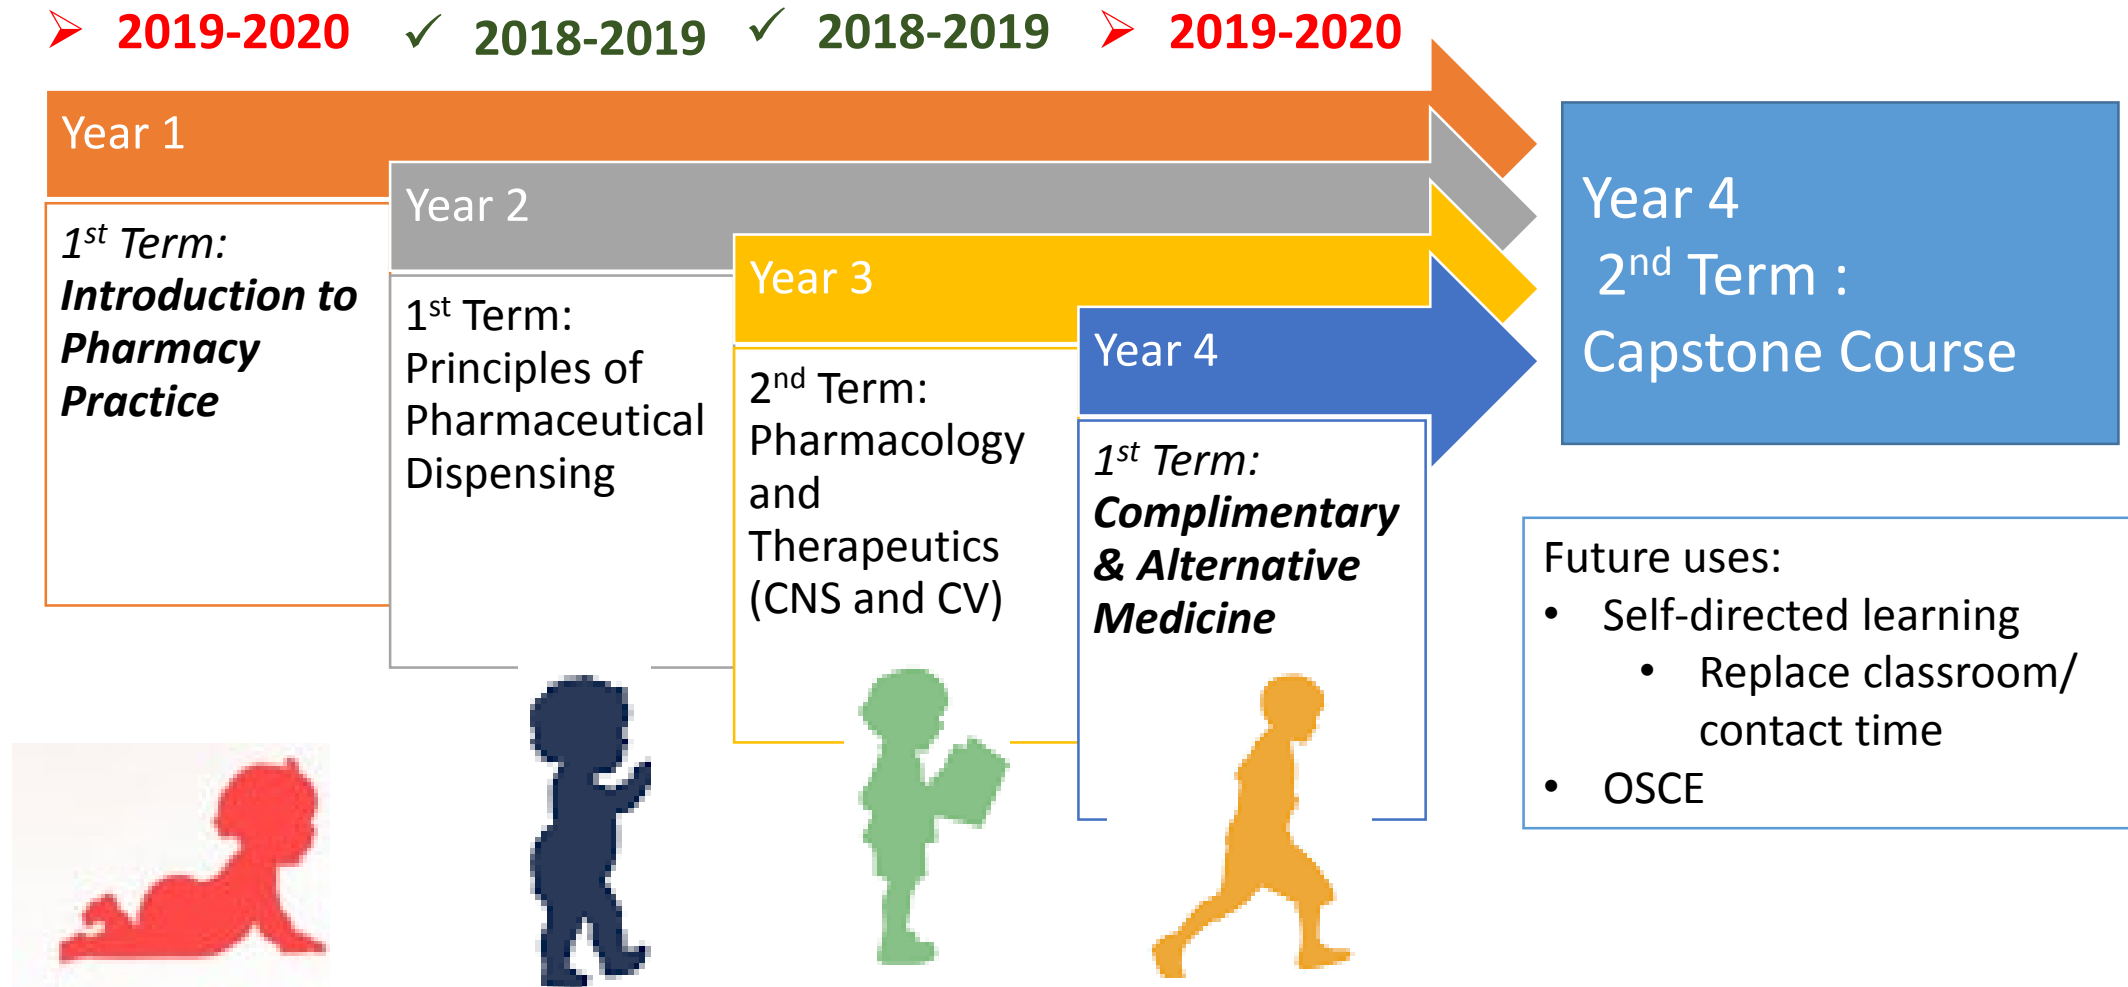 ➢ 2019-2020
✓ 2018-2019
✓ 2018-2019
➢ 2019-2020
Year 1
1st Term:
Introduction to
Pharmacy
Practice
Year 2
1st Term:
Principles of
Pharmaceutical
Dispensing
Year 3
2nd Term:
Pharmacology
and
Therapeutics
(CNS and CV)
Year 4
1st Term:
Complimentary
& Alternative
Medicine
Year 4
2nd Term :
Capstone Course
Future uses:
• Self-directed learning
• Replace classroom/
contact time
• OSCE